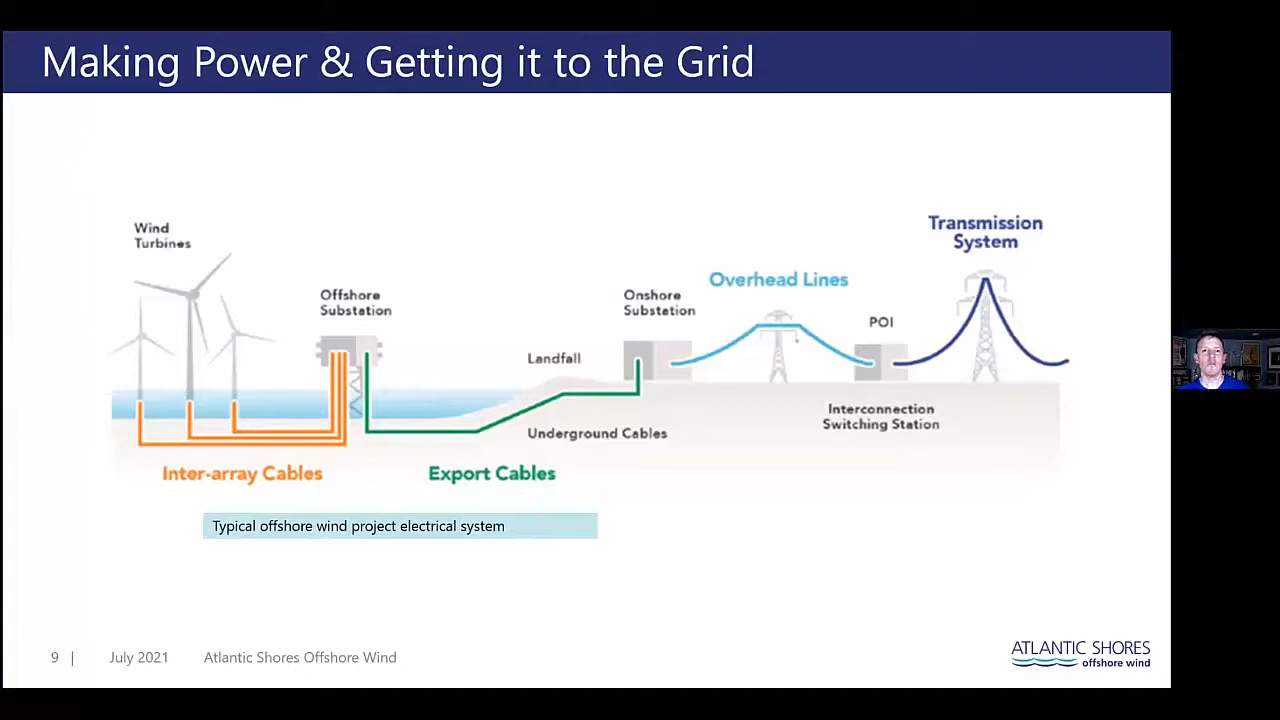 Making Power & Getting it to the Grid
Wind
Turbines
Offshore
Substation
Landfall
Underground Cables
Onshore
Substation
Overhead Lines
POI
Interconnection
Switching Station
Transmission
System
Inter-array Cables
Export Cables
Typical offshore wind project electrical system
9 |
July 2021
Atlantic Shores Offshore Wind
ATLANTIC SHORES
offshore wind